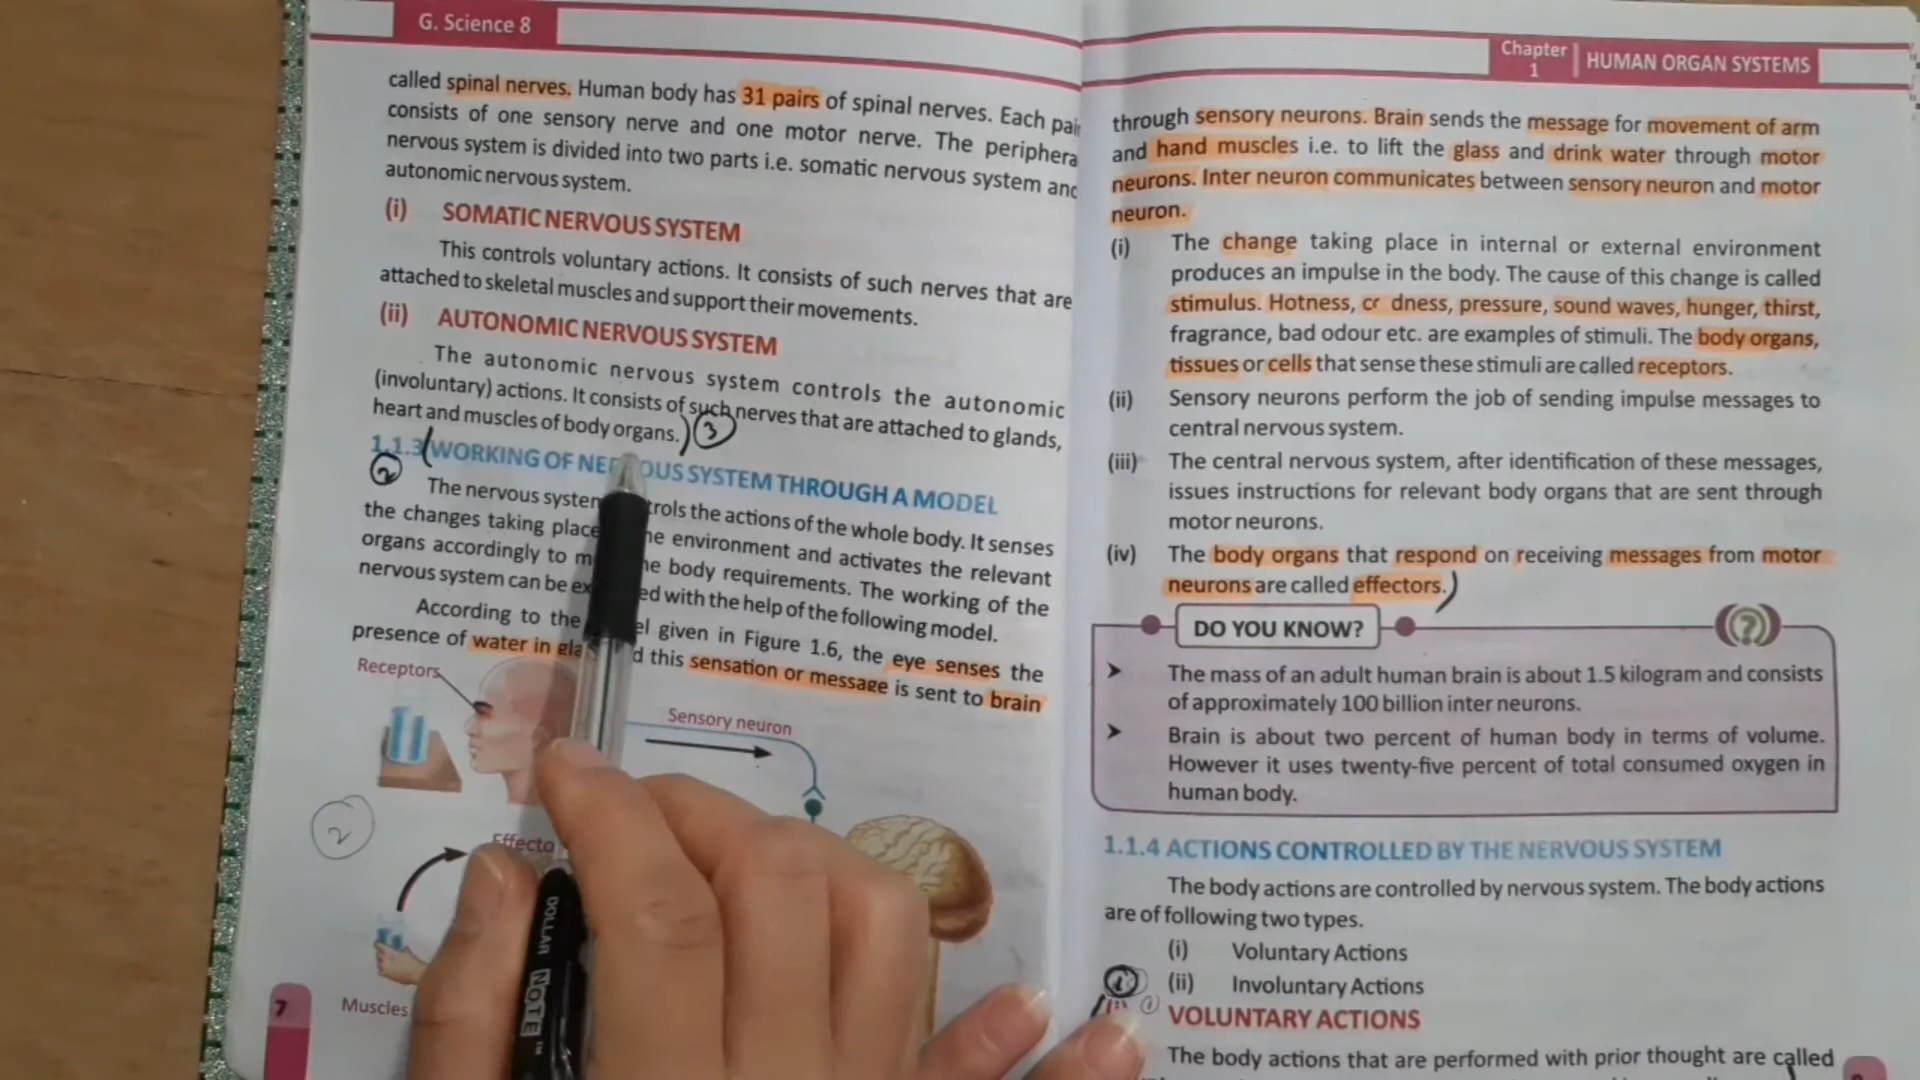 G. Science 8
called spinal nerves. Human body has 31 pairs of spinal nerves. Each pai
consists of one sensory nerve and one motor nerve. The periphera
nervous system is divided into two parts i.e. somatic nervous system and
autonomic nervous system.
(i) SOMATIC NERVOUS SYSTEM
This controls voluntary actions. It consists of such nerves that are
attached to skeletal muscles and support their movements.
(ii) AUTONOMIC NERVOUS SYSTEM
The autonomic nervous system controls the autonomic
(involuntary) actions. It consists of such nerves that are attached to glands,
heart and muscles of body organs.) 3
1.1.3 (WORKING OF NE OUS SYSTEM THROUGH A MODEL
2
The nervous system trols the actions of the whole body. It senses
the changes taking place he environment and activates the relevant
organs accordingly to m he body requirements. The working of the
nervous system can be ex ed with the help of the following model.
According to the el given in Figure 1.6, the eye senses the
presence of water in gla d this sensation or message is sent to brain
Receptors
Sensory neuron
2
Effecto
Muscles
7
DOLLAR NOTE
Chapter 1 HUMAN ORGAN SYSTEMS
through sensory neurons. Brain sends the message for movement of arm
and hand muscles i.e. to lift the glass and drink water through motor
neurons. Inter neuron communicates between sensory neuron and motor
neuron.
(i) The change taking place in internal or external environment
produces an impulse in the body. The cause of this change is called
stimulus. Hotness, co dness, pressure, sound waves, hunger, thirst,
fragrance, bad odour etc. are examples of stimuli. The body organs,
tissues or cells that sense these stimuli are called receptors.
(ii) Sensory neurons perform the job of sending impulse messages to
central nervous system.
(iii) The central nervous system, after identification of these messages,
issues instructions for relevant body organs that are sent through
motor neurons.
(iv) The body organs that respond on receiving messages from motor
neurons are called effectors.)
DO YOU KNOW?
?
The mass of an adult human brain is about 1.5 kilogram and consists
of approximately 100 billion inter neurons.
Brain is about two percent of human body in terms of volume.
However it uses twenty-five percent of total consumed oxygen in
human body.
1.1.4 ACTIONS CONTROLLED BY THE NERVOUS SYSTEM
The body actions are controlled by nervous system. The body actions
are of following two types.
(i) Voluntary Actions
(ii) Involuntary Actions
VOLUNTARY ACTIONS
The body actions that are performed with prior thought are called